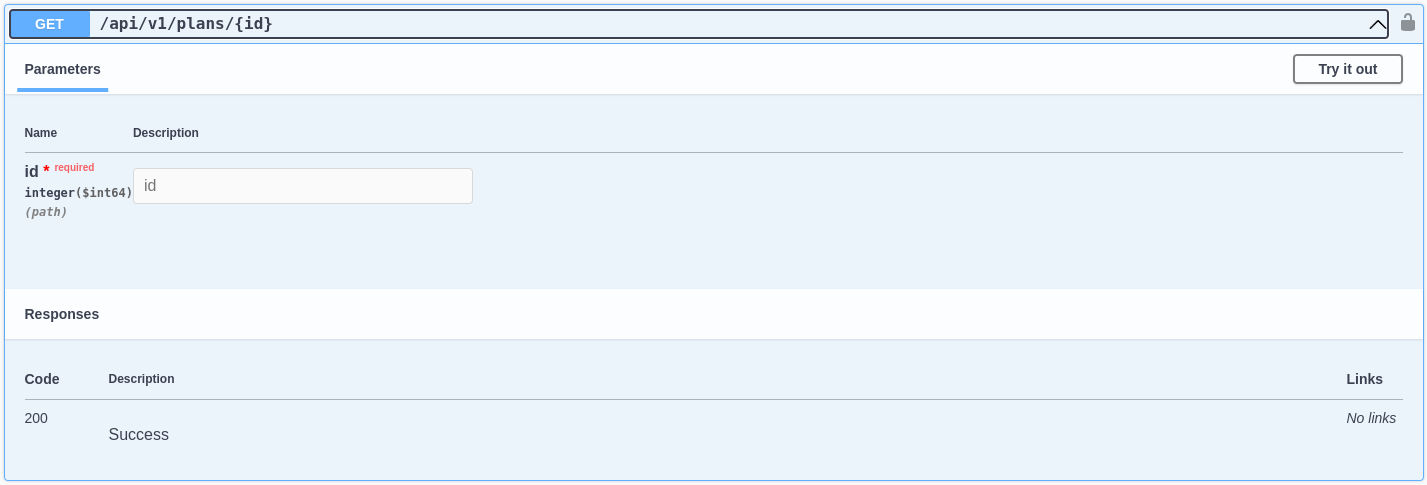 GET /api/v1/plans/{id}
Parameters
Try it out
Name Description
id * required
integer($int64)
(path)
id
Responses
Code Description Links
200 No links
Success